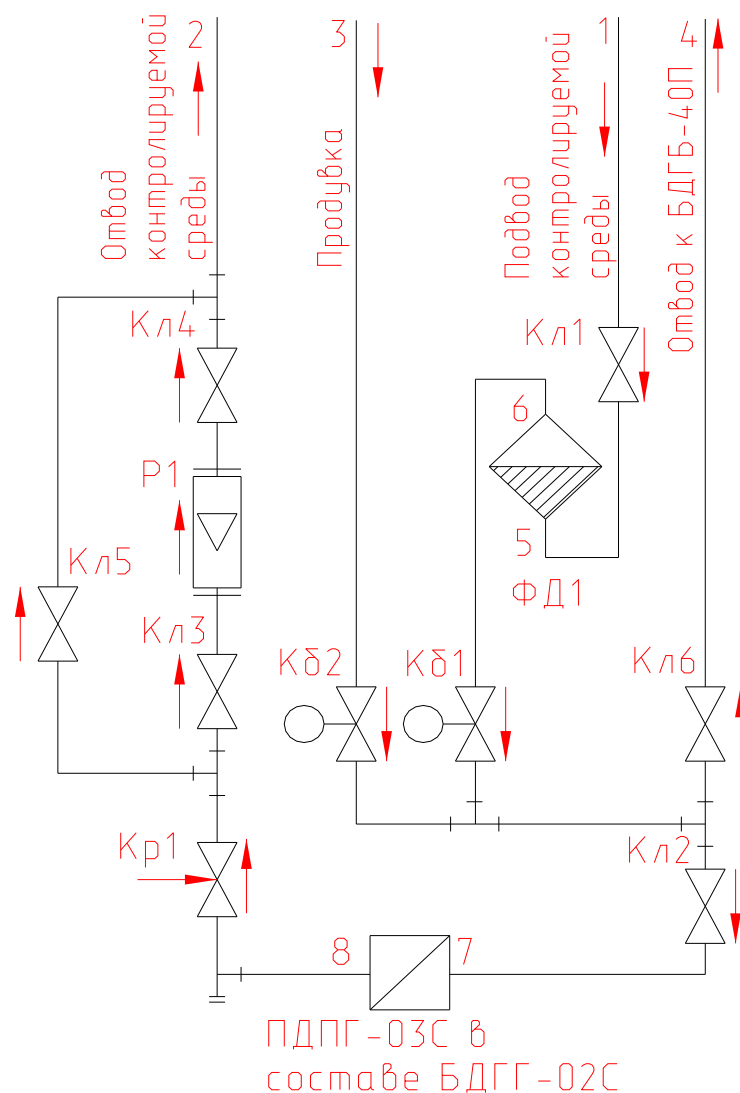 2
Отвод
контролируемой
среды
3
Продувка
1
Подвод
контролируемой
среды
4
Отвод к БДГБ-40П
Кл4
Кл1
6
Р1
5
ФД1
Кл5
Кл3
Кб2
Кб1
Кл6
Кр1
Кл2
8
7
ПДПГ-03С в
составе БДГГ-02С